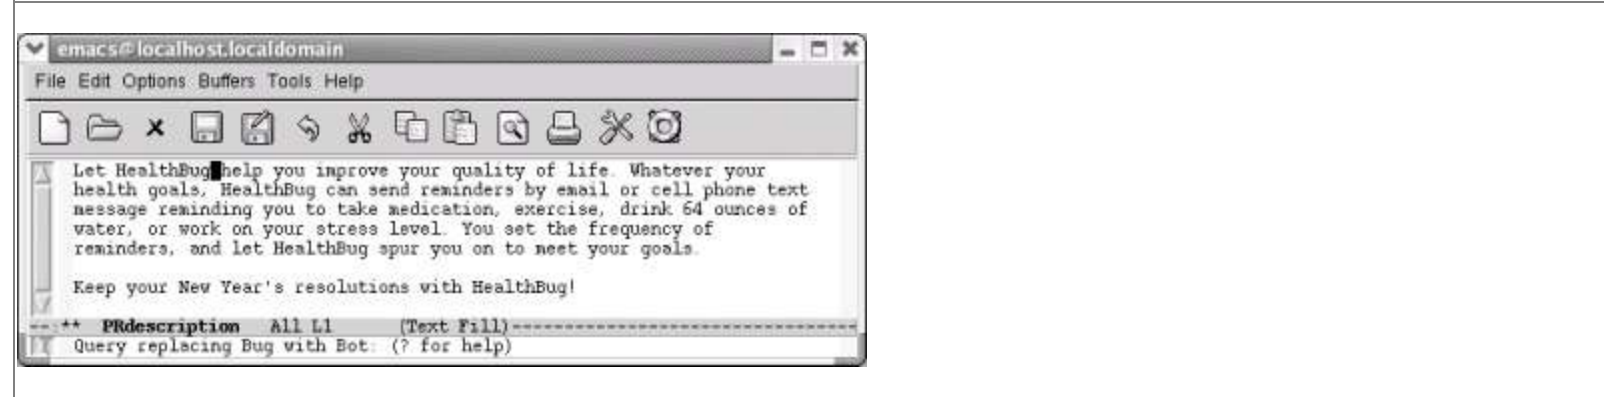 emacs@localhost.localdomain
File Edit Options Buffers Tools Help
Let HealthBug help you improve your quality of life. Whatever your
health goals, HealthBug can send reminders by email or cell phone text
message reminding you to take medication, exercise, drink 64 ounces of
water, or work on your stress level. You set the frequency of
reminders, and let HealthBug spur you on to meet your goals.
Keep your New Year's resolutions with HealthBug!
--:** PRdescription All L1 (Text Fill)---------------------------------
Query replacing Bug with Bot: (? for help)